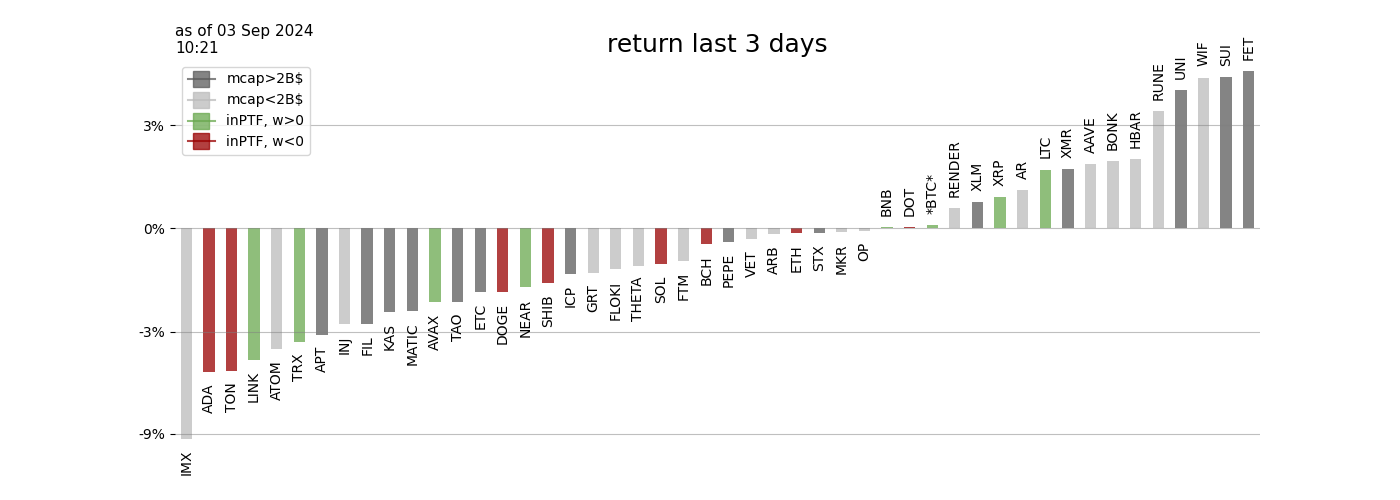 as of 03 Sep 2024
10:21
return last 3 days
mcap>2B$
mcap<2B$
inPTF, w>0
inPTF, w<0
3%
0%
-3%
-9%
IMX
ADA
TON
LINK
ATOM
TRX
APT
INJ
FIL
KAS
MATIC
AVAX
TAO
ETC
DOGE
NEAR
SHIB
ICP
GRT
FLOKI
THETA
SOL
FTM
BCH
PEPE
VET
ARB
ETH
STX
MKR
OP
BNB
DOT
*BTC*
RENDER
XLM
XRP
AR
LTC
XMR
AAVE
BONK
HBAR
RUNE
UNI
WIF
SUI
FET